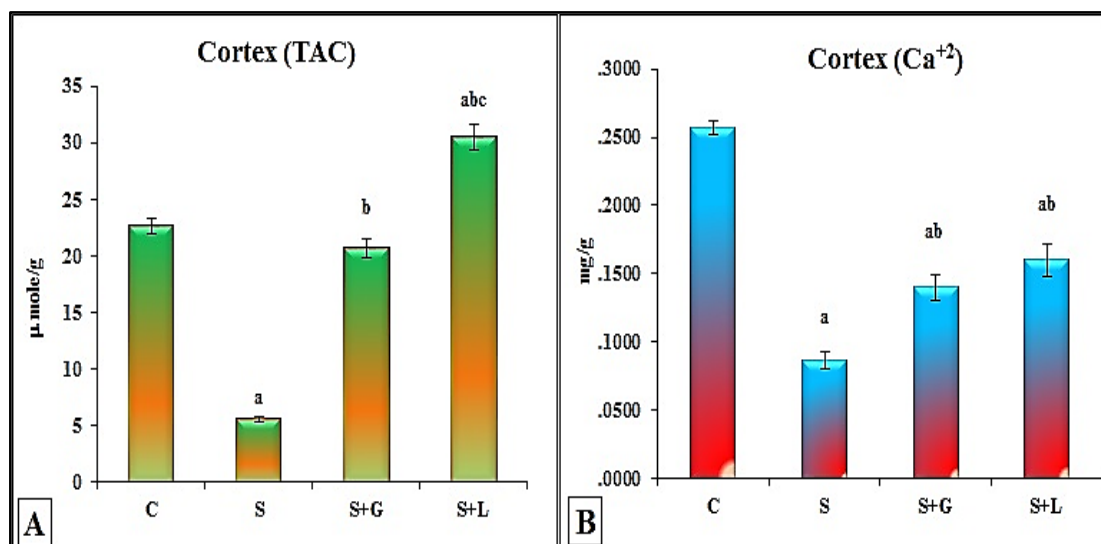 Cortex (TAC)
35
30
25
20
15
10
5
0
μ mole/g
a
b
abc
C S S+G S+L
A
Cortex (Ca⁺²)
.3000
.2500
.2000
.1500
.1000
.0500
.0000
mg/g
a
ab
ab
C S S+G S+L
B